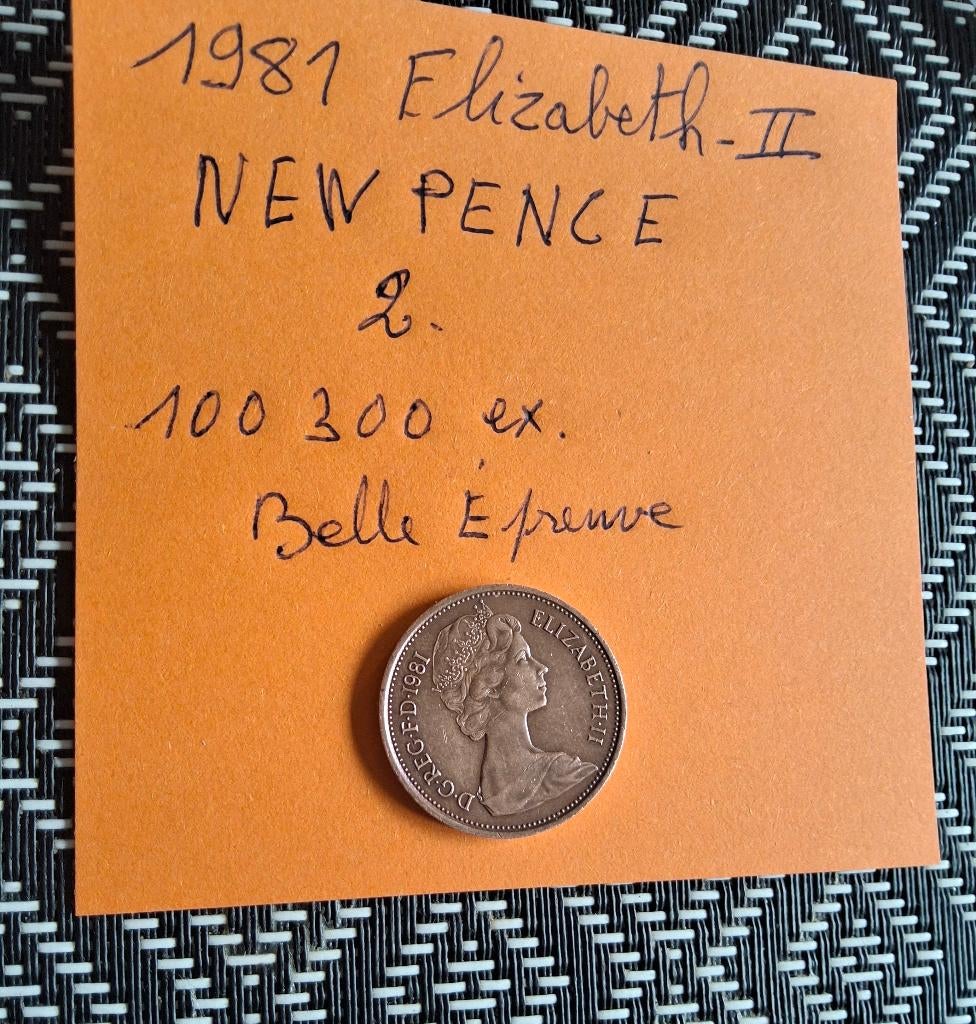 1981 Elizabeth-II
NEW PENCE
2.
100 300 ex.
Belle Épreuve
D·G·REG·F·D·1981 ELIZABETH·II